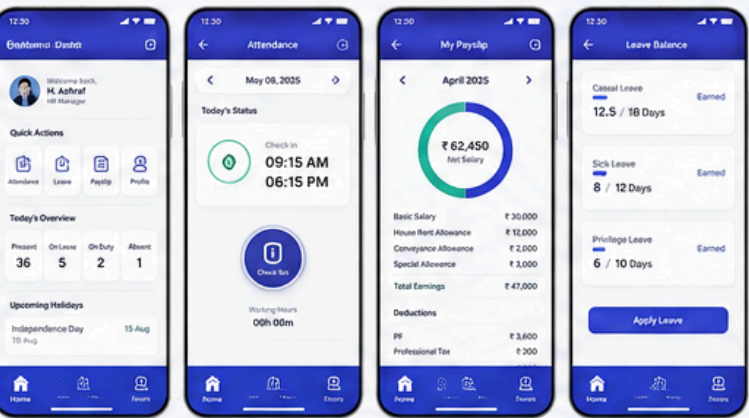 12:30
Welcome back,
M. Ashraf
HR Manager
Quick Actions
Attendance
Leave
Payslip
Profile
Today's Overview
Present
On Leave
On Duty
Absent
36
5
2
1
Upcoming Holidays
Independence Day
15 Aug
15 Aug
Home
12:30
Attendance
May 08, 2025
Today's Status
Check in
09:15 AM
06:15 PM
Working Hours
00h 00m
Home
12:30
My Payslip
April 2025
₹ 62,450
Net Salary
Basic Salary
₹ 30,000
House Rent Allowance
₹ 12,000
Conveyance Allowance
₹ 2,000
Special Allowance
₹ 3,000
Total Earnings
₹ 47,000
Deductions
PF
₹ 3,600
Professional Tax
₹ 200
Home
12:30
Leave Balance
Casual Leave
Earned
12.5 / 18 Days
Sick Leave
Earned
8 / 12 Days
Privilege Leave
Earned
6 / 10 Days
Apply Leave
Home